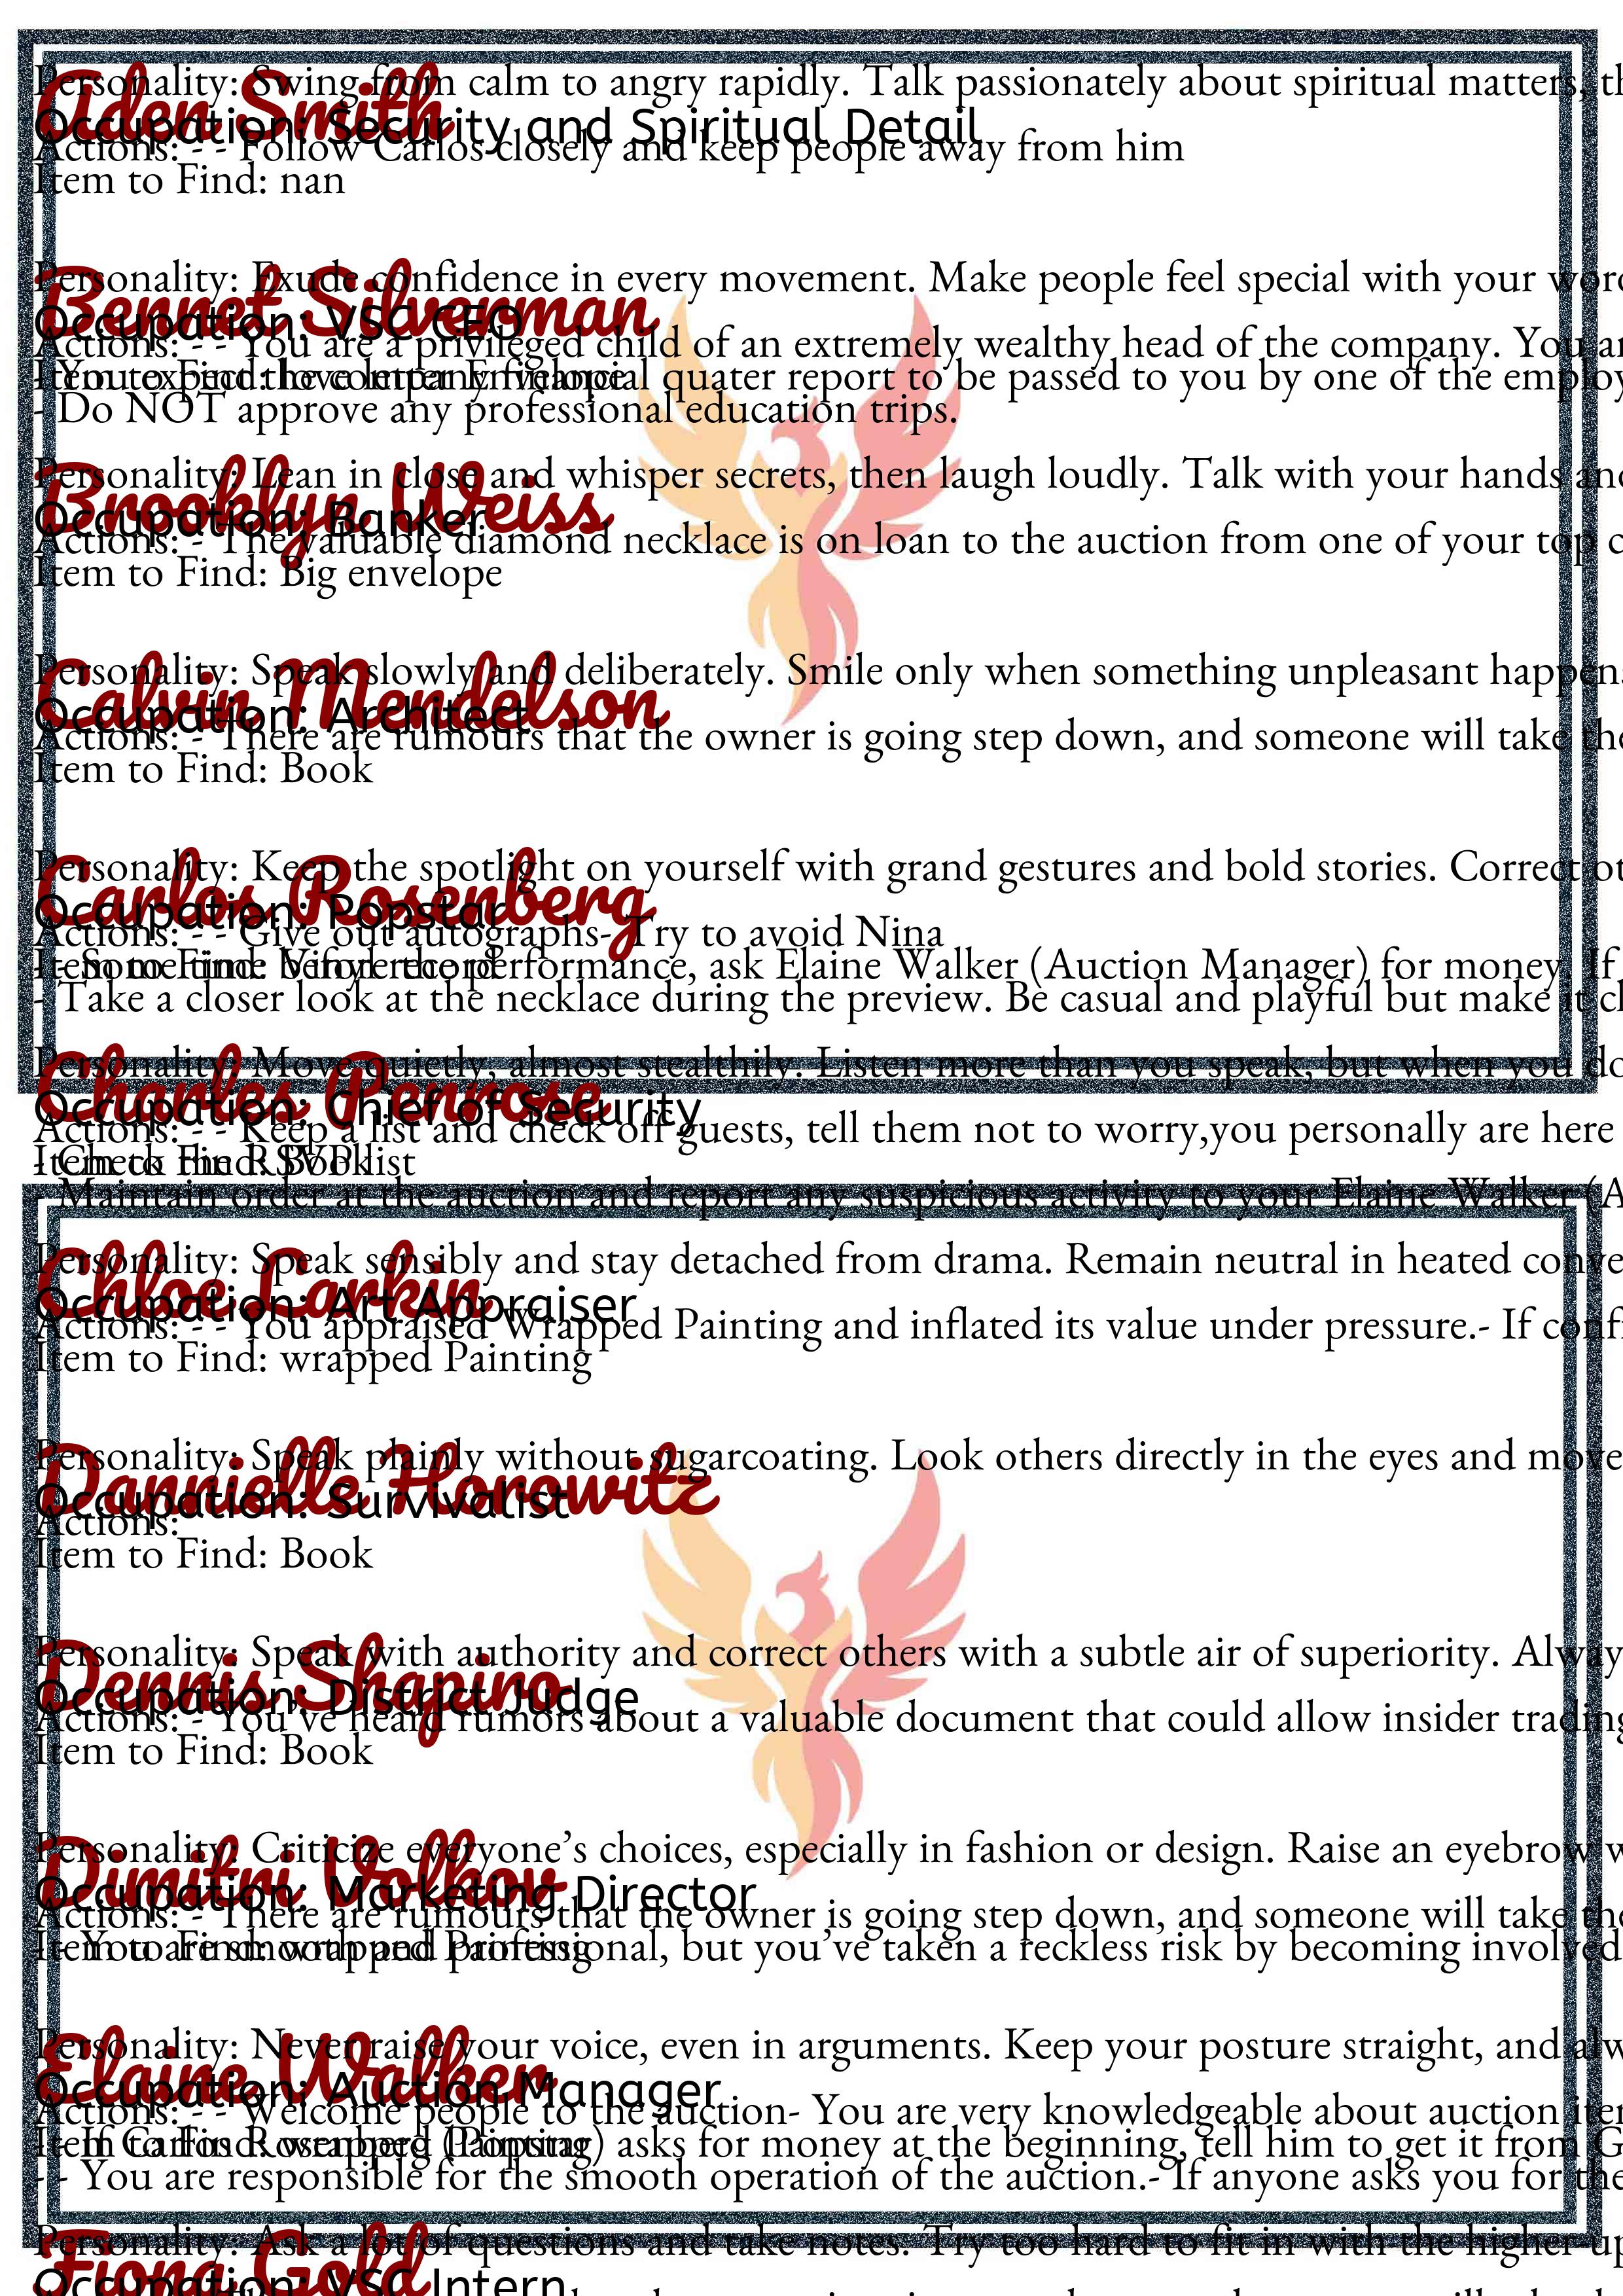 Personality: Swing from calm to angry rapidly. Talk passionately about spiritual matters, th
Aden Smith
Occupation: Security and Spiritual Detail
Actions: - - Follow Carlos closely and keep people away from him
Item to Find: nan
Personality: Exude confidence in every movement. Make people feel special with your word
Bennet Silverman
Occupation: VSC CEO
Actions: - - You are a privileged child of an extremely wealthy head of the company. You ar
Item to Find: love letter Envelope
- You expect the company financial quater report to be passed to you by one of the employ
- Do NOT approve any professional education trips.
Personality: Lean in close and whisper secrets, then laugh loudly. Talk with your hands and
Brooklyn Weiss
Occupation: Banker
Actions: - The valuable diamond necklace is on loan to the auction from one of your top c
Item to Find: Big envelope
Personality: Speak slowly and deliberately. Smile only when something unpleasant happens
Calvin Mendelson
Occupation: Architect
Actions: - There are rumours that the owner is going step down, and someone will take the
Item to Find: Book
Personality: Keep the spotlight on yourself with grand gestures and bold stories. Correct ot
Carlos Rosenberg
Occupation: Popstar
Actions: - - Give out autographs- Try to avoid Nina
Item to Find: Vinyl record
- - Some time before the performance, ask Elaine Walker (Auction Manager) for money. If
- Take a closer look at the necklace during the preview. Be casual and playful but make it cl
Personality: Move quietly, almost stealthily. Listen more than you speak, but when you do
Charles Penrose
Occupation: Chief of Security
Actions: - - Keep a list and check off guests, tell them not to worry,you personally are here
Item to Find: Book
- Check the RSVP list
- Maintain order at the auction and report any suspicious activity to your Elaine Walker (A
Personality: Speak sensibly and stay detached from drama. Remain neutral in heated conve
Chloe Larkin
Occupation: Art Appraiser
Actions: - - You appraised Wrapped Painting and inflated its value under pressure.- If confr
Item to Find: wrapped Painting
Personality: Speak plainly without sugarcoating. Look others directly in the eyes and move
Dannielle Horowitz
Occupation: Survivalist
Actions:
Item to Find: Book
Personality: Speak with authority and correct others with a subtle air of superiority. Alway
Dennis Shapiro
Occupation: District Judge
Actions: - You've heard rumors about a valuable document that could allow insider trading
Item to Find: Book
Personality: Criticize everyone's choices, especially in fashion or design. Raise an eyebrow w
Dimitri Volkov
Occupation: Marketing Director
Actions: - There are rumours that the owner is going step down, and someone will take the
Item to Find: wrapped Painting
- - You are smooth and professional, but you've taken a reckless risk by becoming involved
Personality: Never raise your voice, even in arguments. Keep your posture straight, and alw
Elaine Walker
Occupation: Auction Manager
Actions: - - Welcome people to the auction- You are very knowledgeable about auction iter
Item to Find: wrapped Painting
- - If Carlos Rosenberg (Popstar) asks for money at the beginning, tell him to get it from G
- - You are responsible for the smooth operation of the auction.- If anyone asks you for the
Personality: Ask a lot of questions and take notes. Try too hard to fit in with the higher-up
Fiona Gold
Occupation: VSC Intern